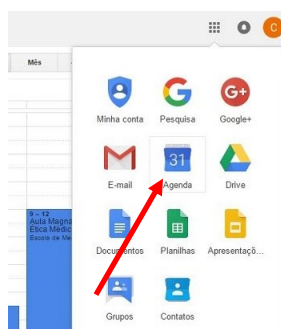 C
Mês
Minha conta
Pesquisa
Google+
G+
31
E-mail
Agenda
Drive
Documentos
Planilhas
Apresentaçõ...
Grupos
Contatos
9 – 12
Aula Magna
Ética Médic
Escola de Me